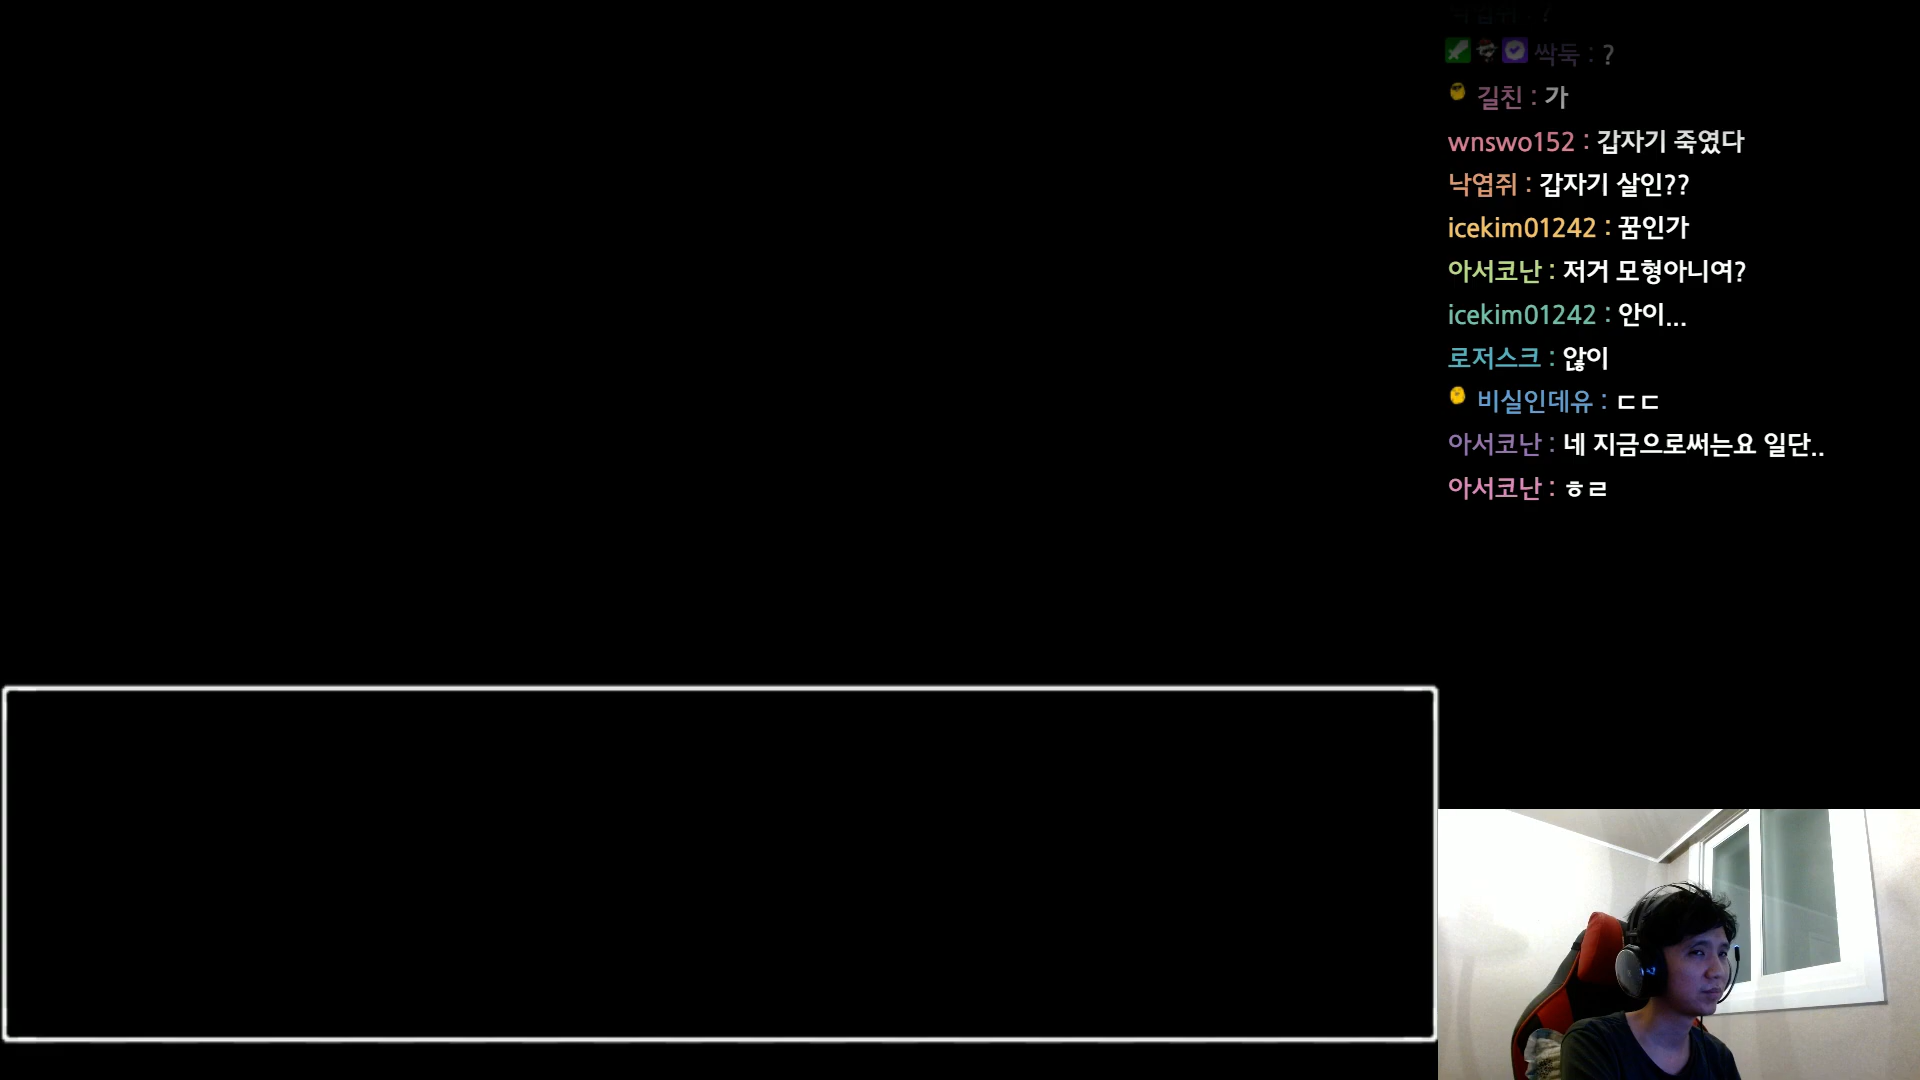 낙엽쥐 : ?
싹둑 : ?
길친 : 가
wnswo152 : 갑자기 죽였다
낙엽쥐 : 갑자기 살인??
icekim01242 : 꿈인가
아서코난 : 저거 모형아니여?
icekim01242 : 안이...
로저스크 : 않이
비실인데유 : ㄷㄷ
아서코난 : 네 지금으로써는요 일단..
아서코난 : ㅎㄹ